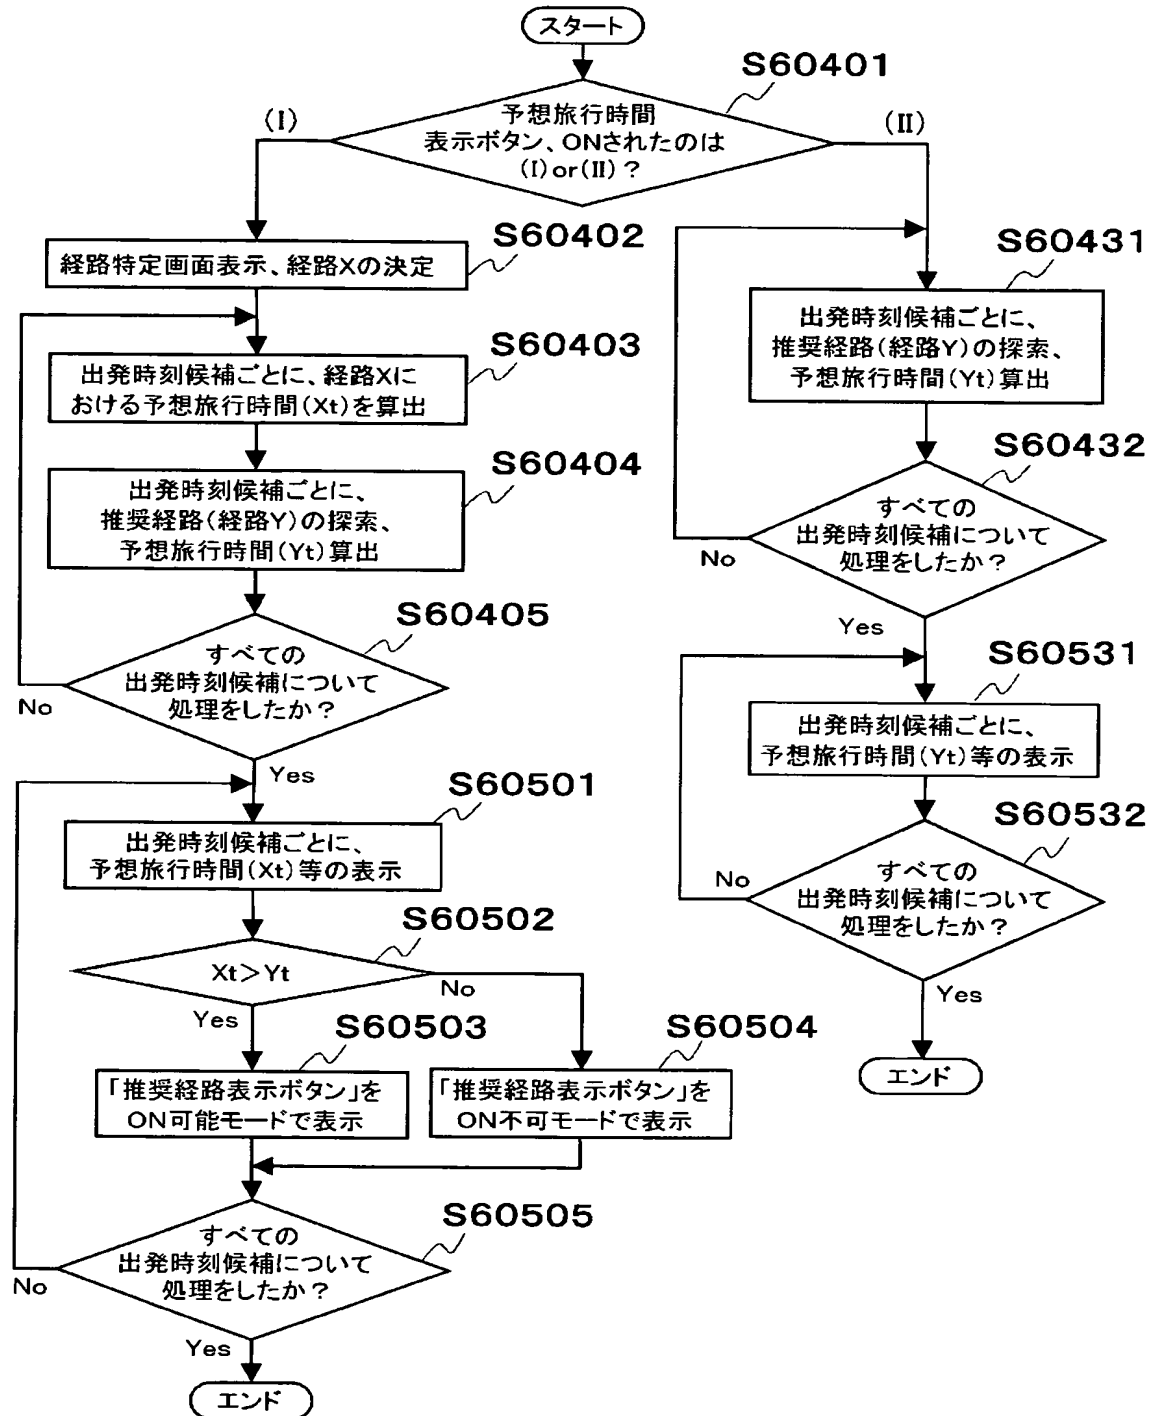 スタート
S60401
予想旅行時間
表示ボタン、ONされたのは
(I)or(II)？
(I)
(II)
S60402
経路特定画面表示、経路Xの決定
S60403
出発時刻候補ごとに、経路Xに
おける予想旅行時間(Xt)を算出
S60404
出発時刻候補ごとに、
推奨経路(経路Y)の探索、
予想旅行時間(Yt)算出
S60405
すべての
出発時刻候補について
処理をしたか？
No
Yes
S60501
出発時刻候補ごとに、
予想旅行時間(Xt)等の表示
S60502
Xt＞Yt
No
Yes
S60503
「推奨経路表示ボタン」を
ON可能モードで表示
S60504
「推奨経路表示ボタン」を
ON不可モードで表示
S60505
すべての
出発時刻候補について
処理をしたか？
No
Yes
エンド
S60431
出発時刻候補ごとに、
推奨経路(経路Y)の探索、
予想旅行時間(Yt)算出
S60432
すべての
出発時刻候補について
処理をしたか？
No
Yes
S60531
出発時刻候補ごとに、
予想旅行時間(Yt)等の表示
S60532
すべての
出発時刻候補について
処理をしたか？
No
Yes
エンド